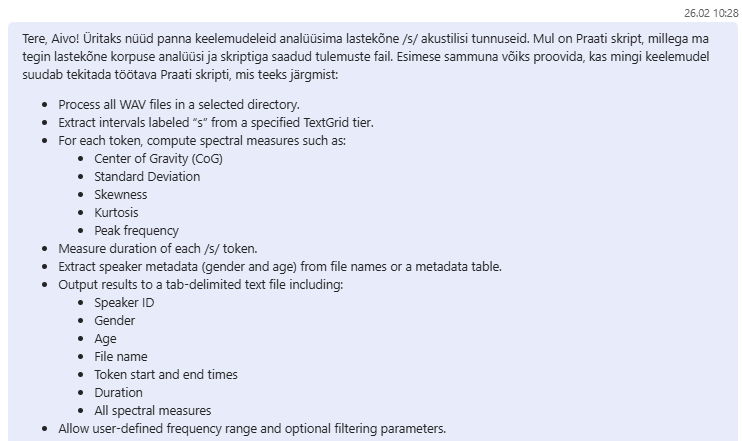 26.02 10:28
Tere, Aivo! Üritaks nüüd panna keelemudeleid analüüsima lastekõne /s/ akustilisi tunnuseid. Mul on Praati skript, millega ma
tegin lastekõne korpuse analüüsi ja skriptiga saadud tulemuste fail. Esimese sammuna võiks proovida, kas mingi keelemudel
suudab tekitada töötava Praati skripti, mis teeks järgmist:
• Process all WAV files in a selected directory.
• Extract intervals labeled “s” from a specified TextGrid tier.
• For each token, compute spectral measures such as:
• Center of Gravity (CoG)
• Standard Deviation
• Skewness
• Kurtosis
• Peak frequency
• Measure duration of each /s/ token.
• Extract speaker metadata (gender and age) from file names or a metadata table.
• Output results to a tab-delimited text file including:
• Speaker ID
• Gender
• Age
• File name
• Token start and end times
• Duration
• All spectral measures
• Allow user-defined frequency range and optional filtering parameters.